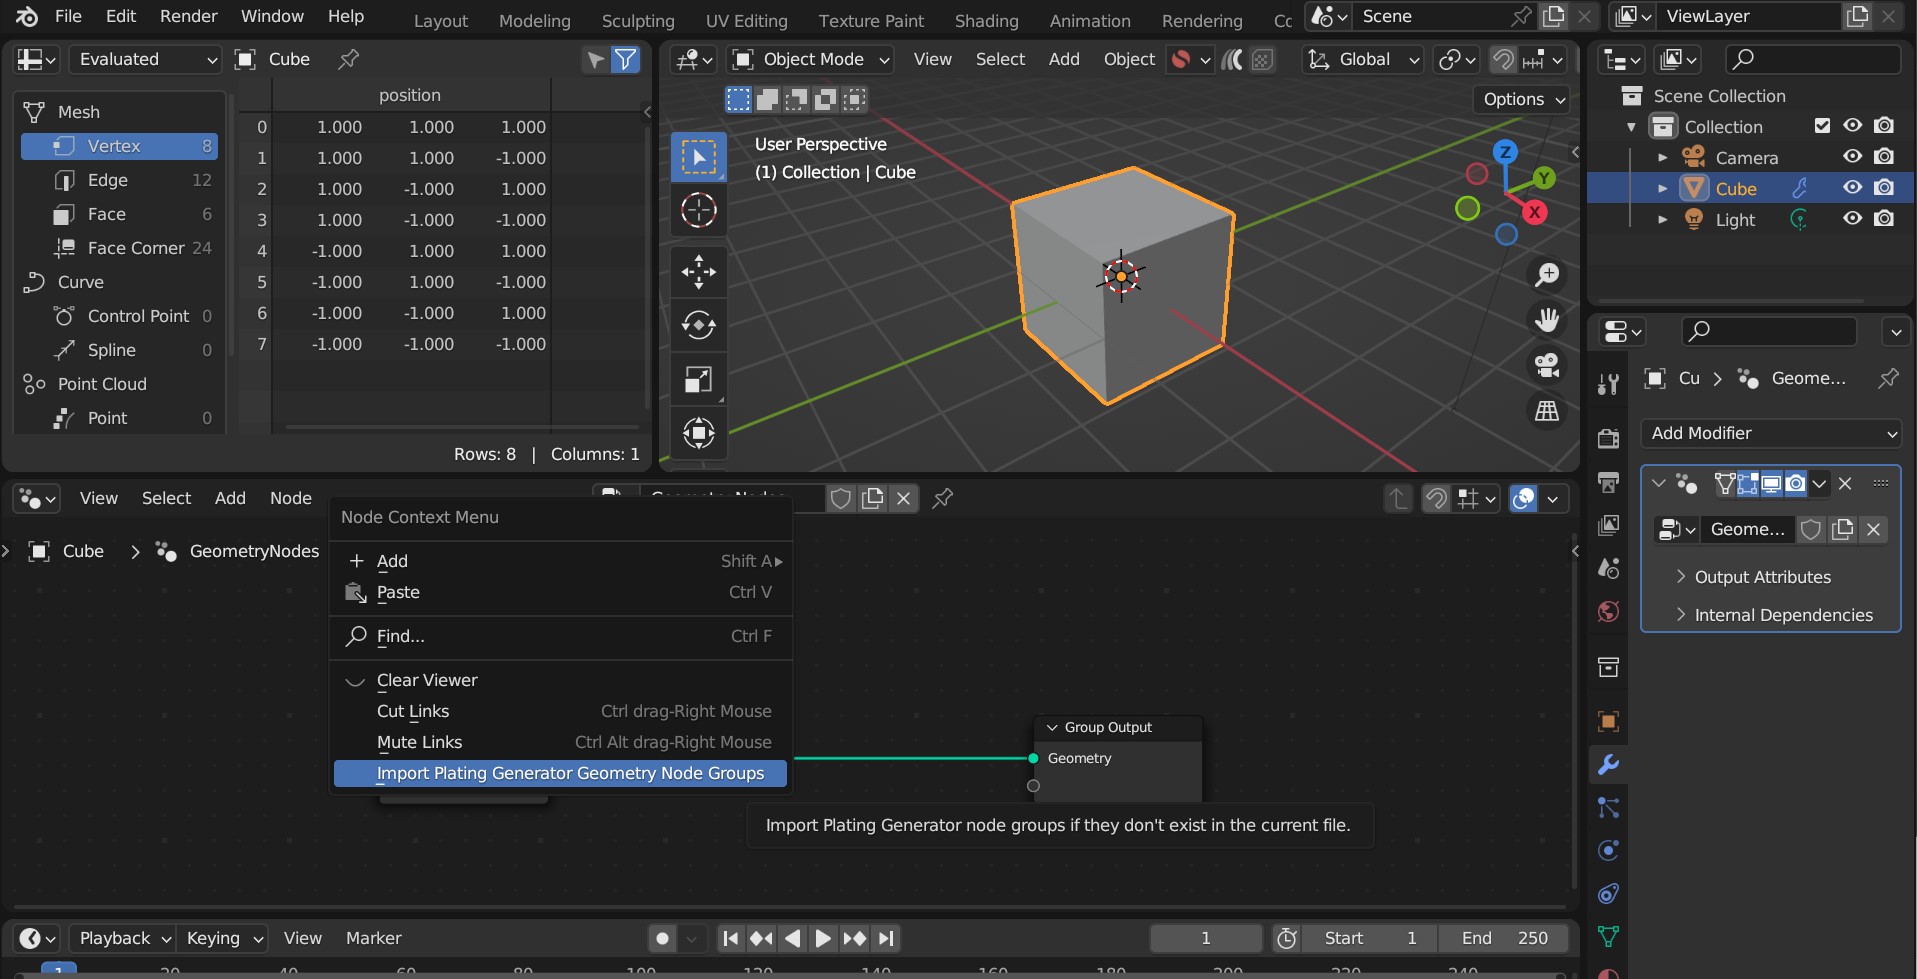 File Edit Render Window Help Layout Modeling Sculpting UV Editing Texture Paint Shading Animation Rendering Scene ViewLayer
Evaluated Cube
position
Mesh
Vertex 8
Edge 12
Face 6
Face Corner 24
Curve
Control Point 0
Spline 0
Point Cloud
Point 0
0 1.000 1.000 1.000
1 1.000 1.000 -1.000
2 1.000 -1.000 1.000
3 1.000 -1.000 -1.000
4 -1.000 1.000 1.000
5 -1.000 1.000 -1.000
6 -1.000 -1.000 1.000
7 -1.000 -1.000 -1.000
Rows: 8 | Columns: 1
Object Mode View Select Add Object Global
Options
User Perspective
(1) Collection | Cube
Z
Y
X
Scene Collection
Collection
Camera
Cube
Light
Cu Geome...
Add Modifier
Geome...
Output Attributes
Internal Dependencies
View Select Add Node
Cube GeometryNodes
Node Context Menu
Add Shift A
Paste Ctrl V
Find... Ctrl F
Clear Viewer
Cut Links Ctrl drag-Right Mouse
Mute Links Ctrl Alt drag-Right Mouse
Import Plating Generator Geometry Node Groups
Group Output
Geometry
Import Plating Generator node groups if they don't exist in the current file.
Playback Keying View Marker 1 Start 1 End 250
1 20 40 60 80 100 120 140 160 180 200 220 240